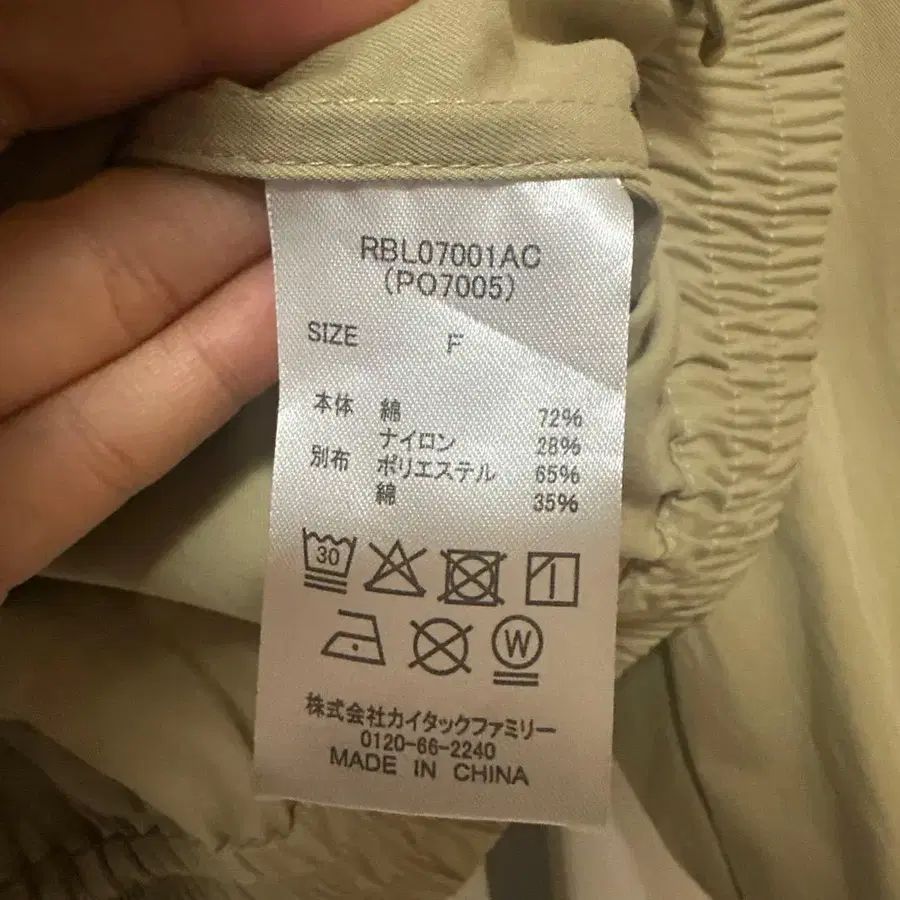 RBL07001AC
(PO7005)
SIZE F
本体 綿 72%
ナイロン 28%
別布 ポリエステル 65%
綿 35%
30
W
株式会社カイタックファミリー
0120-66-2240
MADE IN CHINA